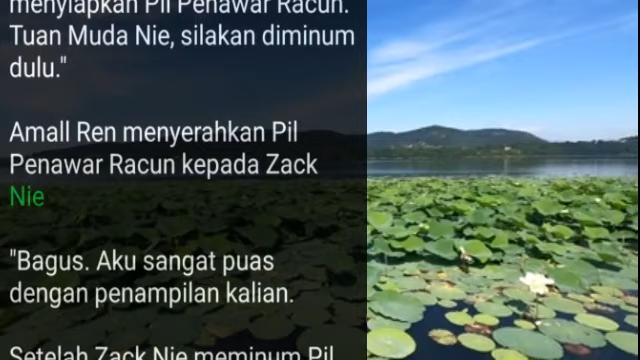 menyiapkan Pil Penawar Racun.
Tuan Muda Nie, silakan diminum
dulu."
Amall Ren menyerahkan Pil
Penawar Racun kepada Zack
Nie
"Bagus. Aku sangat puas
dengan penampilan kalian.
Setelah Zack Nie meminum Pil